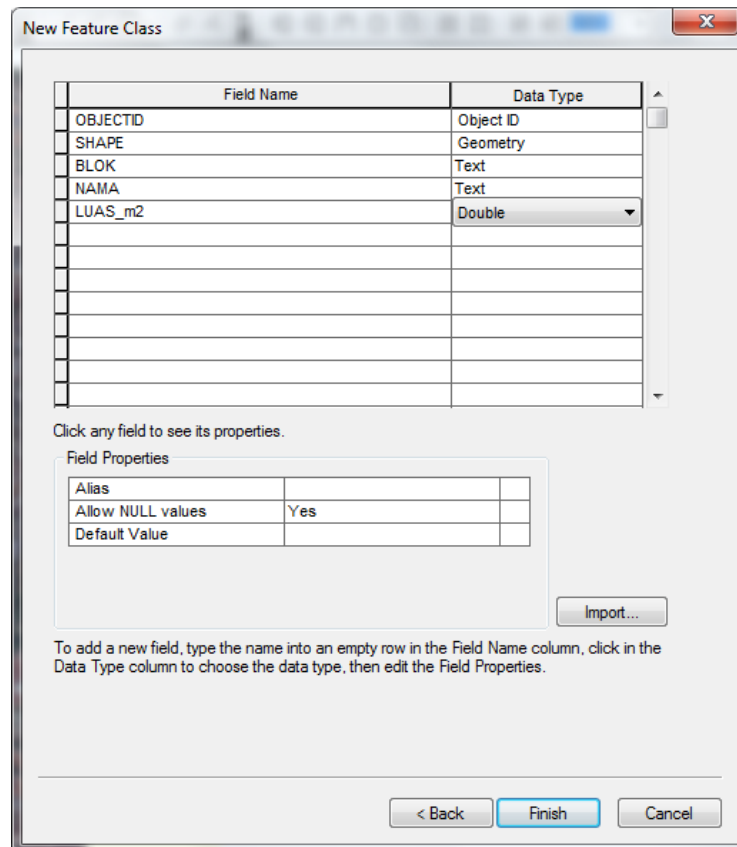 New Feature Class
Field Name Data Type
OBJECTID Object ID
SHAPE Geometry
BLOK Text
NAMA Text
LUAS_m2 Double
Click any field to see its properties.
Field Properties
Alias
Allow NULL values Yes
Default Value
Import...
To add a new field, type the name into an empty row in the Field Name column, click in the
Data Type column to choose the data type, then edit the Field Properties.
< Back Finish Cancel